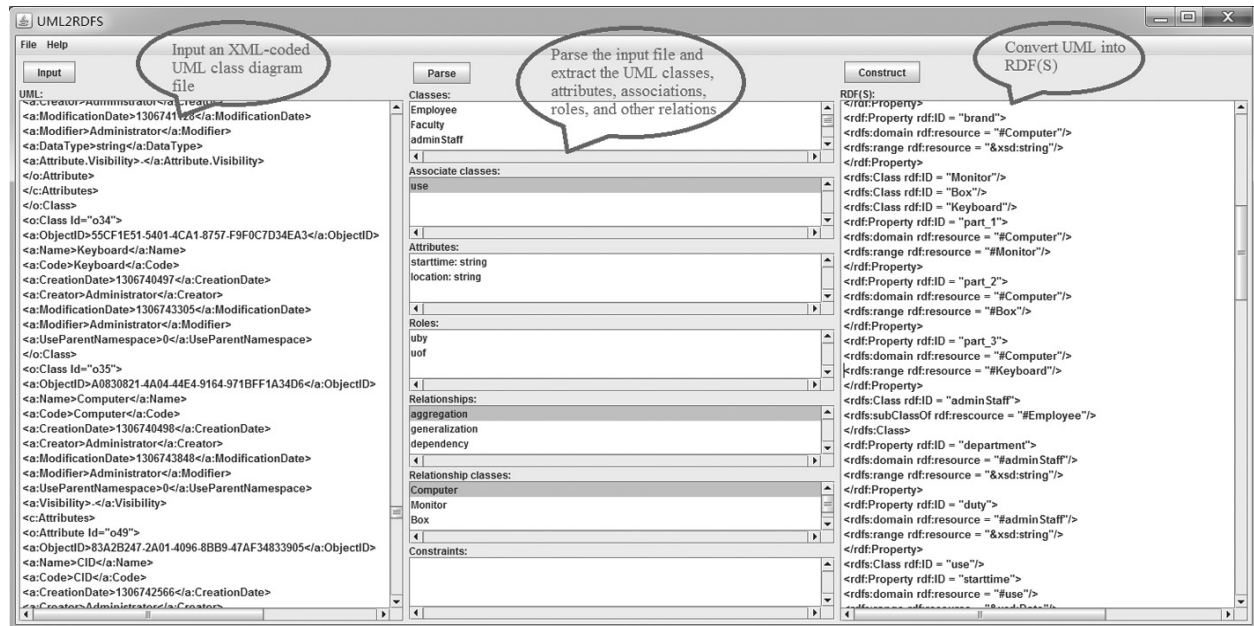 UML2RDFS
File Help
Input an XML-coded
UML class diagram
file
Parse the input file and
extract the UML classes,
attributes, associations,
roles, and other relations
Convert UML into
RDF(S)
Input
Parse
Construct
UML:
<a:Creator>Administrator</a:Creator>
<a:ModificationDate>1306741128</a:ModificationDate>
<a:Modifier>Administrator</a:Modifier>
<a:DataType>string</a:DataType>
<a:Attribute.Visibility>-</a:Attribute.Visibility>
</o:Attribute>
</c:Attributes>
</o:Class>
<o:Class Id="o34">
<a:ObjectID>55CF1E51-5401-4CA1-8757-F9F0C7D34EA3</a:ObjectID>
<a:Name>Keyboard</a:Name>
<a:Code>Keyboard</a:Code>
<a:CreationDate>1306740497</a:CreationDate>
<a:Creator>Administrator</a:Creator>
<a:ModificationDate>1306743305</a:ModificationDate>
<a:Modifier>Administrator</a:Modifier>
<a:UseParentNamespace>0</a:UseParentNamespace>
</o:Class>
<o:Class Id="o35">
<a:ObjectID>A0830821-4A04-44E4-9164-971BFF1A34D6</a:ObjectID>
<a:Name>Computer</a:Name>
<a:Code>Computer</a:Code>
<a:CreationDate>1306740498</a:CreationDate>
<a:Creator>Administrator</a:Creator>
<a:ModificationDate>1306743848</a:ModificationDate>
<a:Modifier>Administrator</a:Modifier>
<a:UseParentNamespace>0</a:UseParentNamespace>
<a:Visibility>-</a:Visibility>
<c:Attributes>
<o:Attribute Id="o49">
<a:ObjectID>83A2B247-2A01-4096-8BB9-47AF34833905</a:ObjectID>
<a:Name>CID</a:Name>
<a:Code>CID</a:Code>
<a:CreationDate>1306742566</a:CreationDate>
<a:Creator>Administrator</a:Creator>
Classes:
Employee
Faculty
adminStaff
Associate classes:
use
Attributes:
starttime: string
location: string
Roles:
uby
uof
Relationships:
aggregation
generalization
dependency
Relationship classes:
Computer
Monitor
Box
Constraints:
RDF(S):
</rdf:Property>
<rdf:Property rdf:ID = "brand">
<rdfs:domain rdf:resource = "#Computer"/>
<rdfs:range rdf:resource = "&xsd:string"/>
</rdf:Property>
<rdfs:Class rdf:ID = "Monitor"/>
<rdfs:Class rdf:ID = "Box"/>
<rdfs:Class rdf:ID = "Keyboard"/>
<rdf:Property rdf:ID = "part_1">
<rdfs:domain rdf:resource = "#Computer"/>
<rdfs:range rdf:resource = "#Monitor"/>
</rdf:Property>
<rdf:Property rdf:ID = "part_2">
<rdfs:domain rdf:resource = "#Computer"/>
<rdfs:range rdf:resource = "#Box"/>
</rdf:Property>
<rdf:Property rdf:ID = "part_3">
<rdfs:domain rdf:resource = "#Computer"/>
<rdfs:range rdf:resource = "#Keyboard"/>
</rdf:Property>
<rdfs:Class rdf:ID = "adminStaff">
<rdfs:subClassOf rdf:rescource = "#Employee"/>
</rdfs:Class>
<rdf:Property rdf:ID = "department">
<rdfs:domain rdf:resource = "#adminStaff"/>
<rdfs:range rdf:resource = "&xsd:string"/>
</rdf:Property>
<rdf:Property rdf:ID = "duty">
<rdfs:domain rdf:resource = "#adminStaff"/>
<rdfs:range rdf:resource = "&xsd:string"/>
</rdf:Property>
<rdfs:Class rdf:ID = "use"/>
<rdf:Property rdf:ID = "starttime">
<rdfs:domain rdf:resource = "#use"/>
<rdfs:range rdf:resource = "&xsd:Date"/>